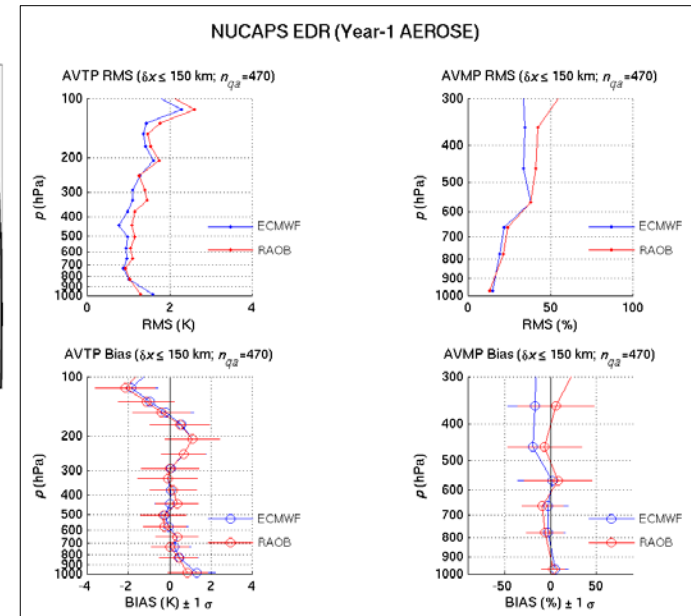 NUCAPS EDR (Year-1 AEROSE)
AVTP RMS (δx ≤ 150 km; n_qa=470)
100
200
300
400
500
600
700
800
900
1000
p (hPa)
ECMWF
RAOB
0 2 4
RMS (K)
AVMP RMS (δx ≤ 150 km; n_qa=470)
300
400
500
600
700
800
900
1000
p (hPa)
ECMWF
RAOB
0 50 100
RMS (%)
AVTP Bias (δx ≤ 150 km; n_qa=470)
100
200
300
400
500
600
700
800
900
1000
p (hPa)
ECMWF
RAOB
-4 -2 0 2 4
BIAS (K) ± 1 σ
AVMP Bias (δx ≤ 150 km; n_qa=470)
300
400
500
600
700
800
900
1000
p (hPa)
ECMWF
RAOB
-50 0 50
BIAS (%) ± 1 σ